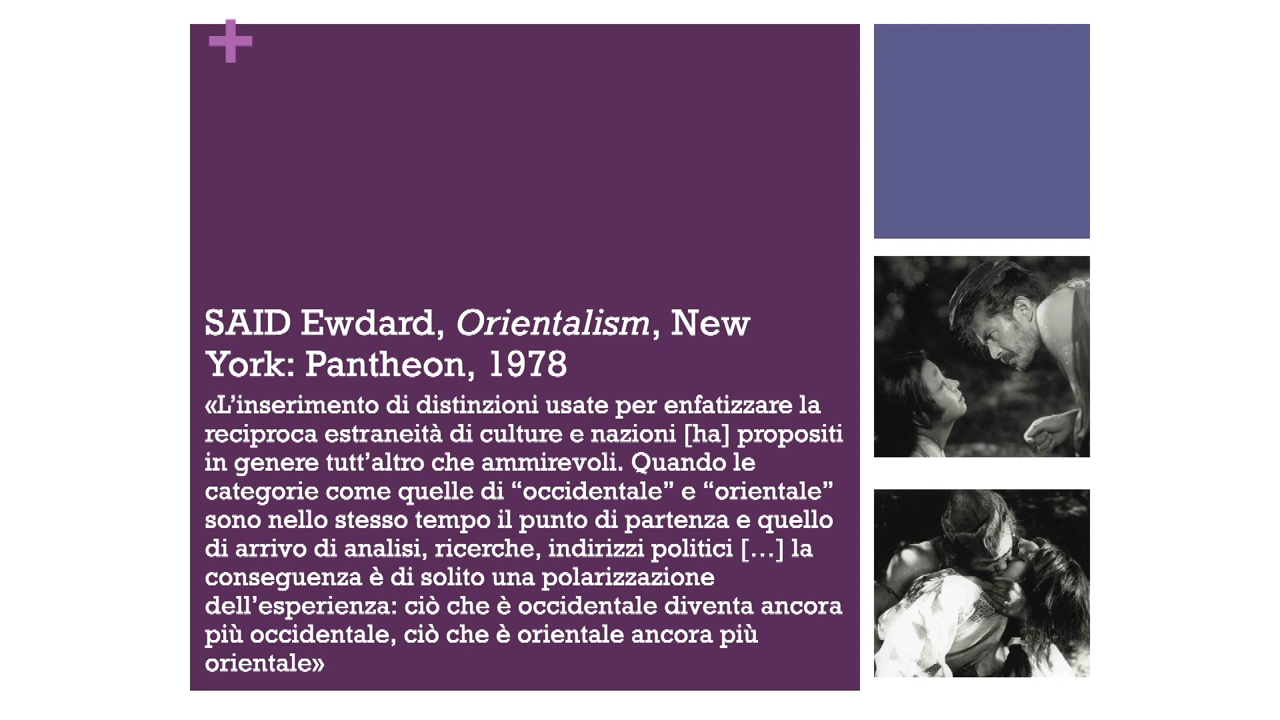 +
SAID Ewdard, Orientalism, New
York: Pantheon, 1978
«L’inserimento di distinzioni usate per enfatizzare la
reciproca estraneità di culture e nazioni [ha] propositi
in genere tutt’altro che ammirevoli. Quando le
categorie come quelle di “occidentale” e “orientale”
sono nello stesso tempo il punto di partenza e quello
di arrivo di analisi, ricerche, indirizzi politici […] la
conseguenza è di solito una polarizzazione
dell’esperienza: ciò che è occidentale diventa ancora
più occidentale, ciò che è orientale ancora più
orientale»